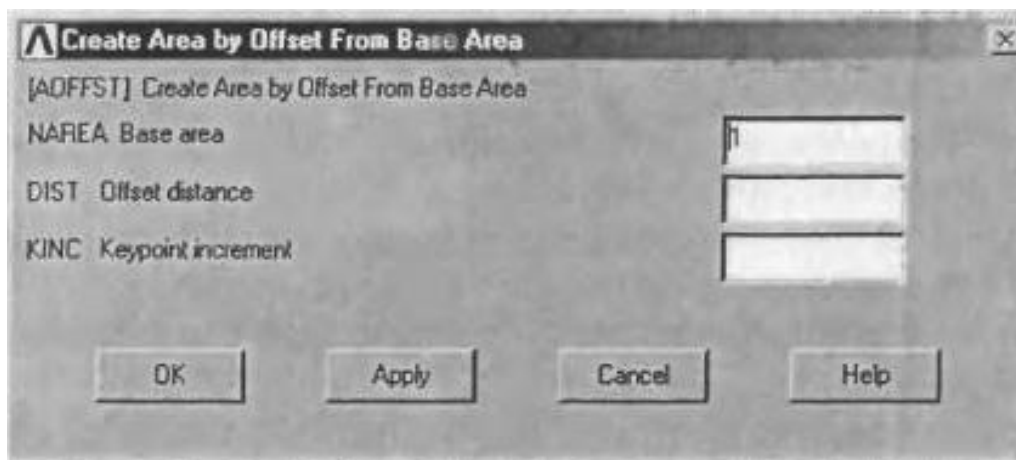 Create Area by Offset From Base Area
[AOFFST] Create Area by Offset From Base Area
NAREA Base area
1
DIST Offset distance
KINC Keypoint increment
OK Apply Cancel Help